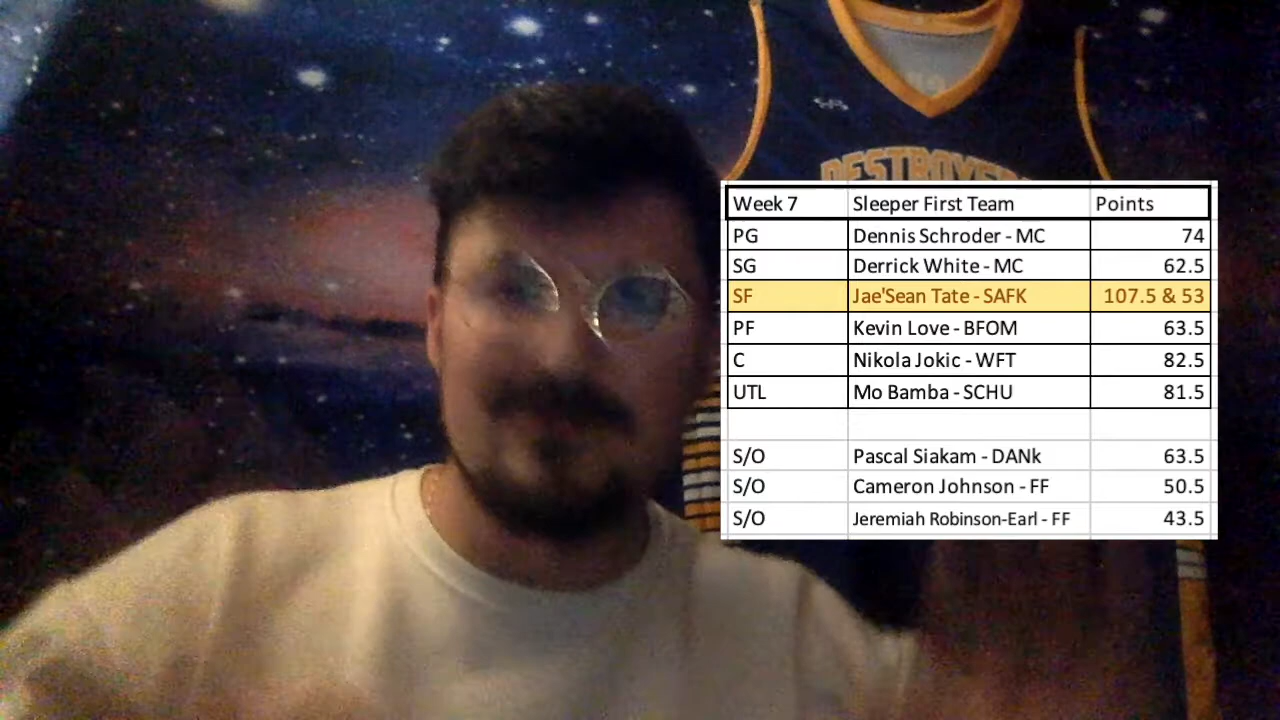 DESTROYERS
Week 7 Sleeper First Team Points
PG Dennis Schroder - MC 74
SG Derrick White - MC 62.5
SF Jae'Sean Tate - SAFK 107.5 & 53
PF Kevin Love - BFOM 63.5
C Nikola Jokic - WFT 82.5
UTL Mo Bamba - SCHU 81.5
S/O Pascal Siakam - DANk 63.5
S/O Cameron Johnson - FF 50.5
S/O Jeremiah Robinson-Earl - FF 43.5